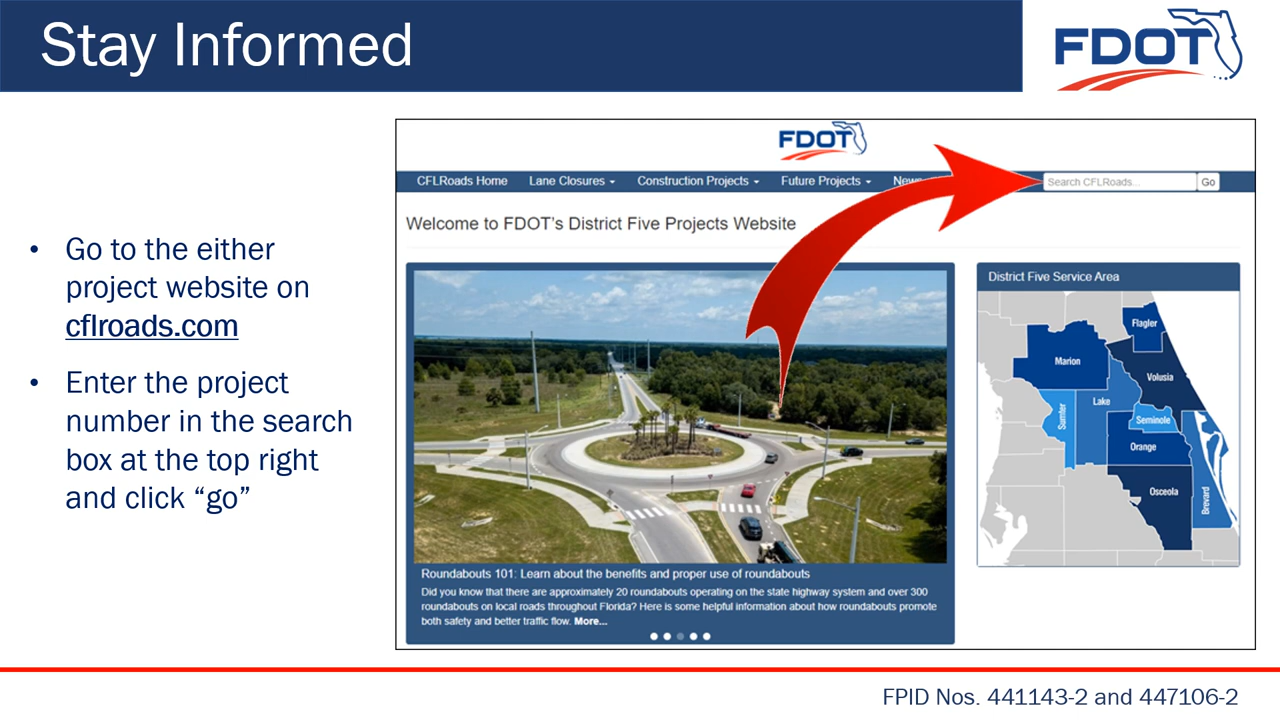 Stay Informed
FDOT
• Go to the either
project website on
cflroads.com
• Enter the project
number in the search
box at the top right
and click “go”
FDOT
CFLRoads Home Lane Closures Construction Projects Future Projects News
Search CFLRoads... Go
Welcome to FDOT's District Five Projects Website
Roundabouts 101: Learn about the benefits and proper use of roundabouts
Did you know that there are approximately 20 roundabouts operating on the state highway system and over 300
roundabouts on local roads throughout Florida? Here is some helpful information about how roundabouts promote
both safety and better traffic flow. More...
District Five Service Area
Flagler
Marion
Volusia
Lake
Sumter
Seminole
Orange
Osceola
Brevard
FPID Nos. 441143-2 and 447106-2